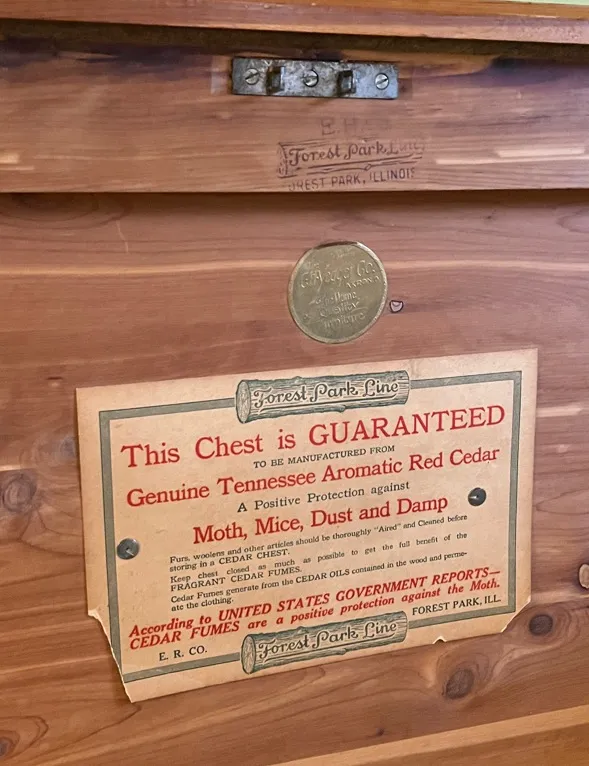 E. R.
Forest Park Line
FOREST PARK, ILLINOIS
Co.
Quality
Forest Park Line
This Chest is GUARANTEED
TO BE MANUFACTURED FROM
Genuine Tennessee Aromatic Red Cedar
A Positive Protection against
Moth, Mice, Dust and Damp
Furs, woolens and other articles should be thoroughly "Aired" and Cleaned before
storing in a CEDAR CHEST.
Keep chest closed as much as possible to get the full benefit of the
FRAGRANT CEDAR FUMES.
Cedar Fumes generate from the CEDAR OILS contained in the wood and perme-
ate the clothing.
According to UNITED STATES GOVERNMENT REPORTS—
CEDAR FUMES are a positive protection against the Moth.
E. R. CO.
Forest Park Line
FOREST PARK, ILL.